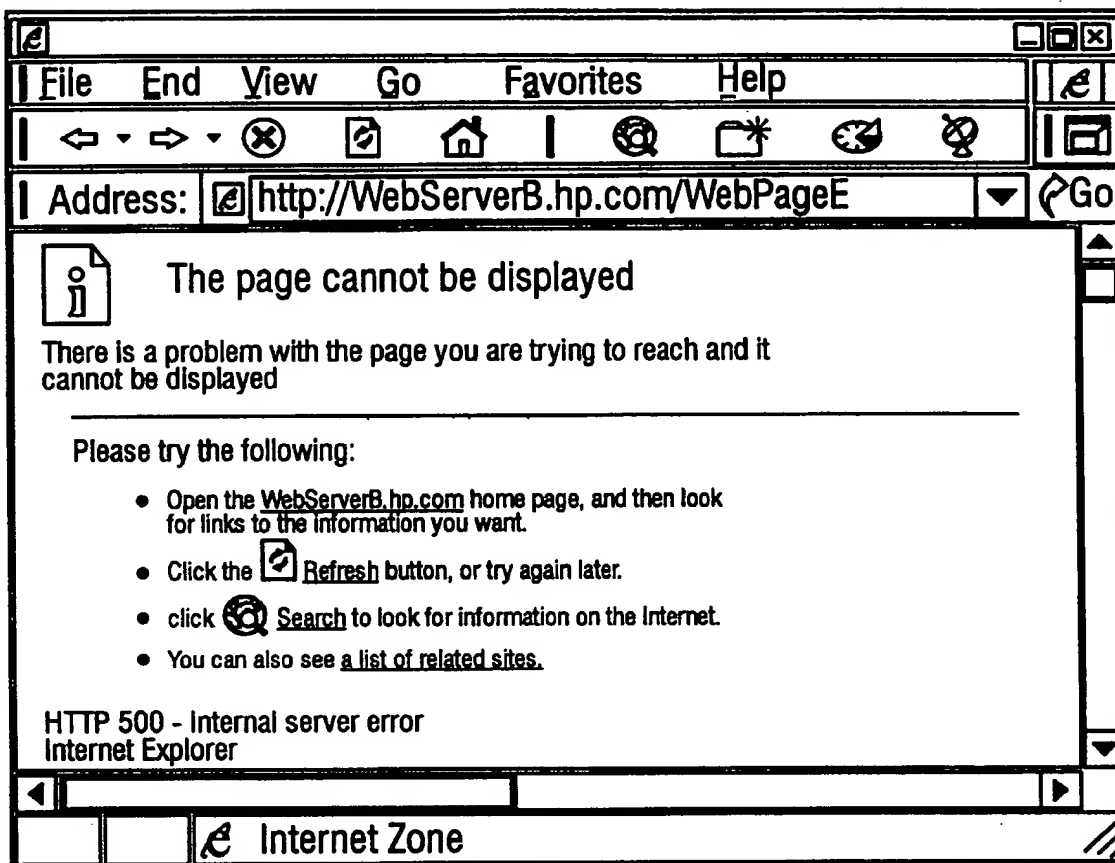 File End View Go Favorites Help
Address: http://WebServerB.hp.com/WebPageE Go
The page cannot be displayed
There is a problem with the page you are trying to reach and it
cannot be displayed
Please try the following:
• Open the WebServerB.hp.com home page, and then look
for links to the information you want.
• Click the Refresh button, or try again later.
• click Search to look for information on the Internet.
• You can also see a list of related sites.
HTTP 500 - Internal server error
Internet Explorer
Internet Zone